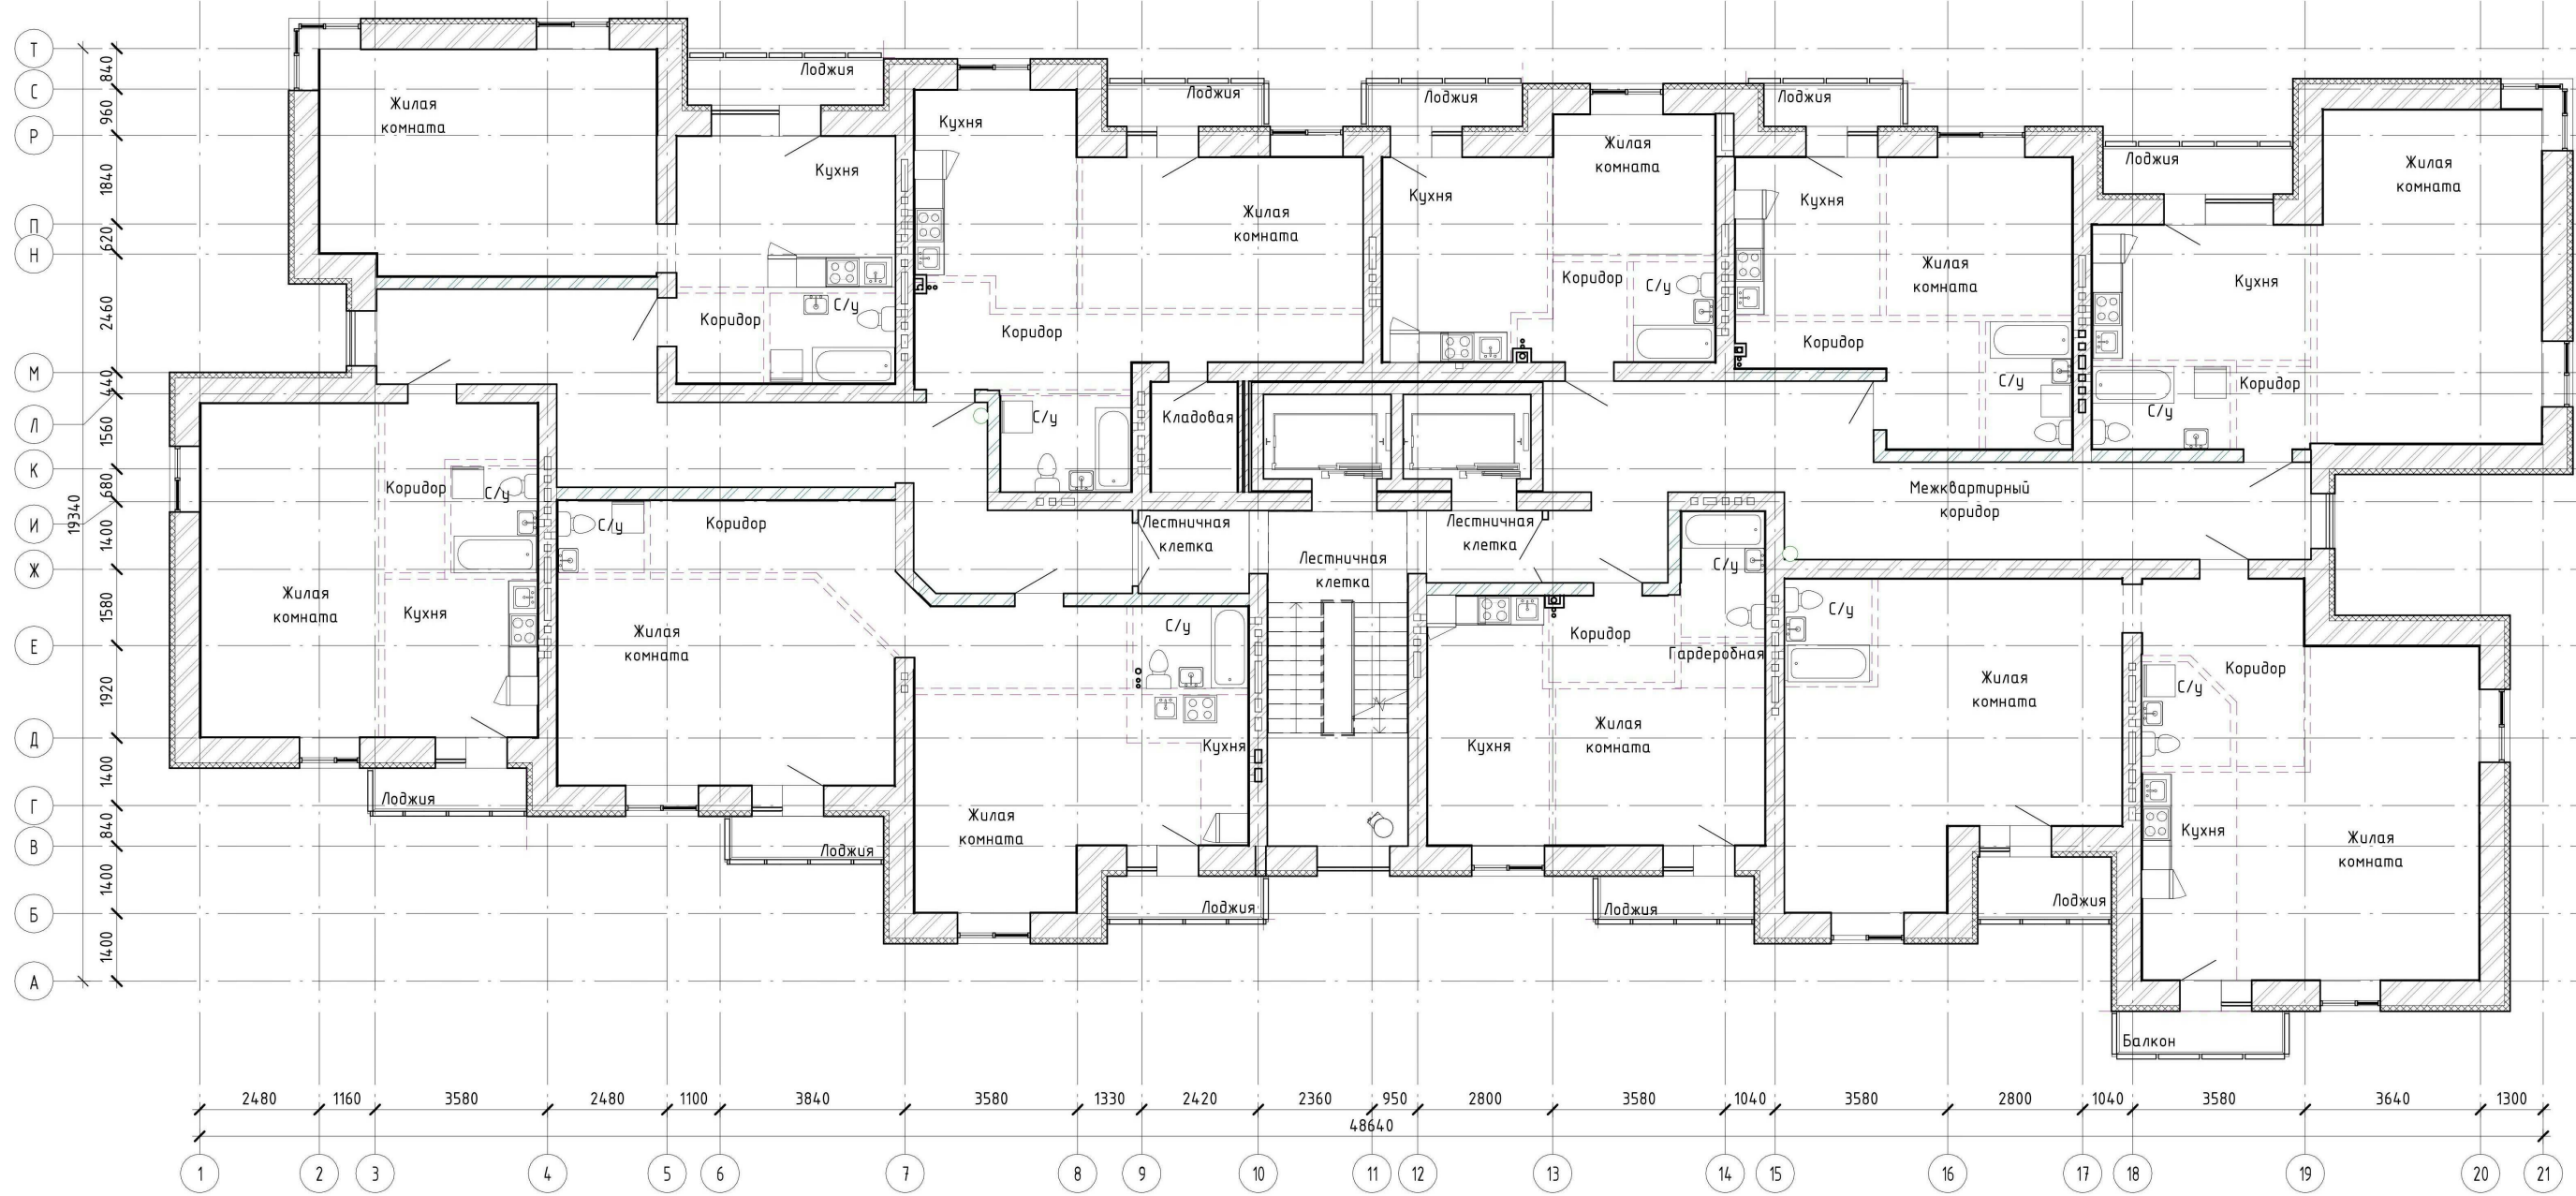 Т
С
Р
П
Н
М
Л
К
И
Ж
Е
Д
Г
В
Б
А
840
960
1840
620
2460
440
1560
680
1400
1580
1920
1400
840
1400
1400
19340
Жилая
комната
Лоджия
Кухня
Коридор
С/у
Кухня
Лоджия
Жилая
комната
Коридор
С/у
Кладовая
Лоджия
Кухня
Жилая
комната
Коридор
С/у
Лоджия
Кухня
Жилая
комната
Коридор
С/у
Лоджия
Жилая
комната
Кухня
Коридор
С/у
Межквартирный
коридор
Коридор
С/у
Жилая
комната
Кухня
Лоджия
С/у
Коридор
Жилая
комната
Лоджия
Лестничная
клетка
Лестничная
клетка
Лестничная
клетка
С/у
Кухня
Жилая
комната
Лоджия
С/у
Коридор
Гардеробная
Кухня
Жилая
комната
Лоджия
С/у
Жилая
комната
Лоджия
Коридор
С/у
Кухня
Жилая
комната
Балкон
2480
1160
3580
2480
1100
3840
3580
1330
2420
2360
950
2800
3580
1040
3580
2800
1040
3580
3640
1300
48640
1
2
3
4
5
6
7
8
9
10
11
12
13
14
15
16
17
18
19
20
21